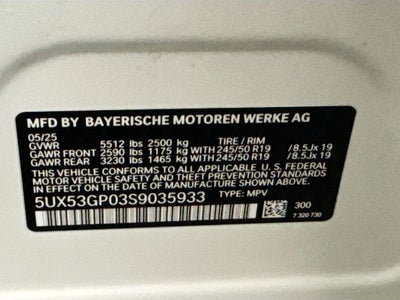 MFD BY BAYERISCHE MOTOREN WERKE AG
05/25
GVWR 5512 lbs 2500 kg TIRE / RIM
GAWR FRONT 2590 lbs 1175 kg WITH 245/50 R19 / 8.5Jx 19
GAWR REAR 3230 lbs 1465 kg WITH 245/50 R19 / 8.5Jx 19
THIS VEHICLE CONFORMS TO ALL APPLICABLE U.S. FEDERAL
MOTOR VEHICLE SAFETY AND THEFT PREVENTION STANDARDS
IN EFFECT ON THE DATE OF MANUFACTURE SHOWN ABOVE.
5UX53GP03S9035933 TYPE: MPV
300
7 320 730